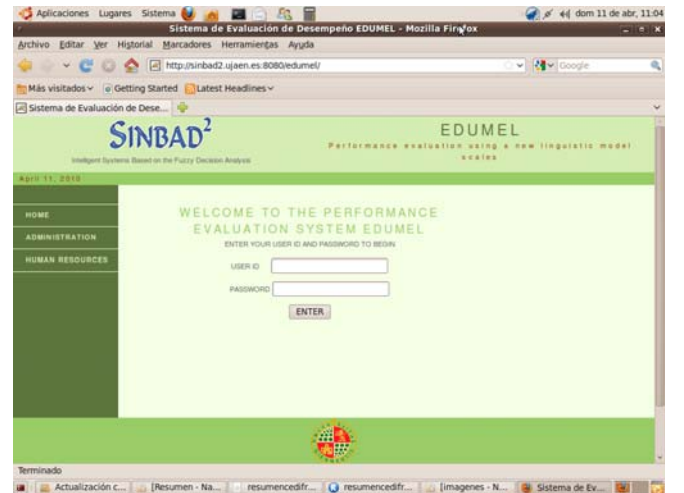 Aplicaciones Lugares Sistema dom 11 de abr, 11:04
Sistema de Evaluación de Desempeño EDUMEL - Mozilla Firefox
Archivo Editar Ver Historial Marcadores Herramientas Ayuda
http://sinbad2.ujaen.es:8080/edumel/ Google
Más visitados Getting Started Latest Headlines
Sistema de Evaluación de Dese...
SINBAD2 EDUMEL
Intelligent Systems Based on the Fuzzy Decision Analysis
Performance evaluation using a new linguistic model
scales
April 11, 2010
HOME
ADMINISTRATION
HUMAN RESOURCES
WELCOME TO THE PERFORMANCE
EVALUATION SYSTEM EDUMEL
ENTER YOUR USER ID AND PASSWORD TO BEGIN
USER ID
PASSWORD
ENTER
Terminado
Actualización c... [Resumen - Na... resumencedifr... resumencedifr... [imagenes - N... Sistema de Ev...